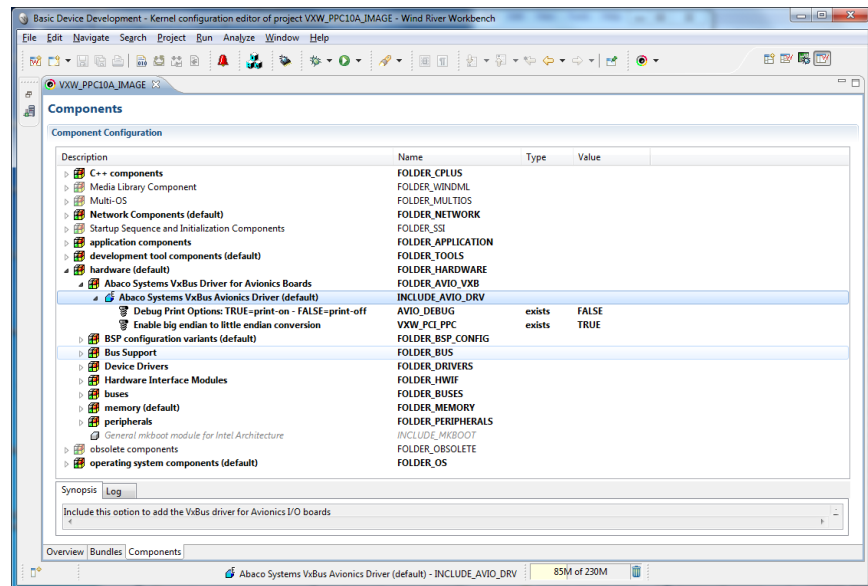 Basic Device Development - Kernel configuration editor of project VXW_PPC10A_IMAGE - Wind River Workbench
File Edit Navigate Search Project Run Analyze Window Help
VXW_PPC10A_IMAGE
Components
Component Configuration
Description Name Type Value
C++ components FOLDER_CPLUS
Media Library Component FOLDER_WINDML
Multi-OS FOLDER_MULTIOS
Network Components (default) FOLDER_NETWORK
Startup Sequence and Initialization Components FOLDER_SSI
application components FOLDER_APPLICATION
development tool components (default) FOLDER_TOOLS
hardware (default) FOLDER_HARDWARE
Abaco Systems VxBus Driver for Avionics Boards FOLDER_AVIO_VXB
Abaco Systems VxBus Avionics Driver (default) INCLUDE_AVIO_DRV
Debug Print Options: TRUE=print-on - FALSE=print-off AVIO_DEBUG exists FALSE
Enable big endian to little endian conversion VXW_PCI_PPC exists TRUE
BSP configuration variants (default) FOLDER_BSP_CONFIG
Bus Support FOLDER_BUS
Device Drivers FOLDER_DRIVERS
Hardware Interface Modules FOLDER_HWIF
buses FOLDER_BUSES
memory (default) FOLDER_MEMORY
peripherals FOLDER_PERIPHERALS
General mkboot module for Intel Architecture INCLUDE_MKBOOT
obsolete components FOLDER_OBSOLETE
operating system components (default) FOLDER_OS
Synopsis Log
Include this option to add the VxBus driver for Avionics I/O boards
Overview Bundles Components
Abaco Systems VxBus Avionics Driver (default) - INCLUDE_AVIO_DRV 85M of 230M